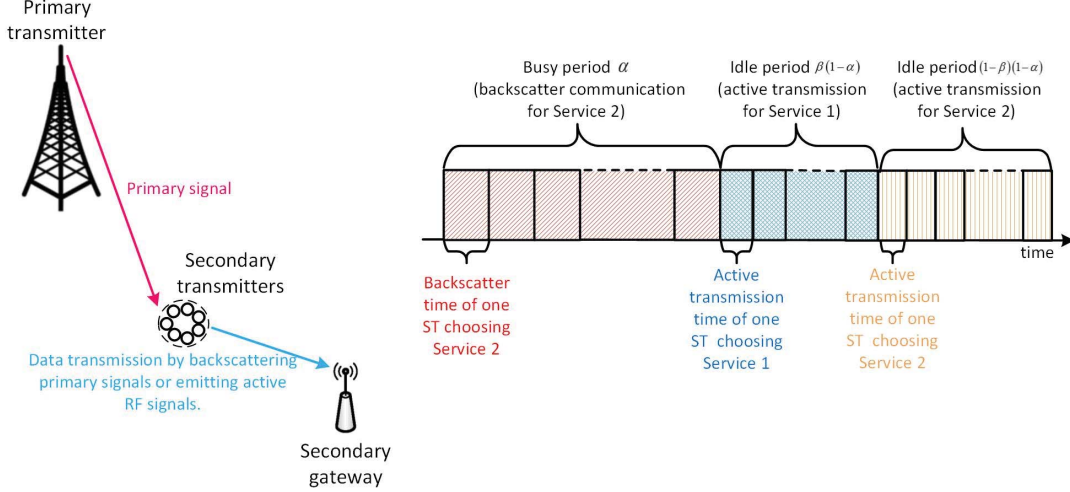 Primary
transmitter
Primary signal
Secondary
transmitters
Data transmission by backscattering
primary signals or emitting active
RF signals.
Secondary
gateway
Busy period α
(backscatter communication
for Service 2)
Idle period β(1−α)
(active transmission
for Service 1)
Idle period (1−β)(1−α)
(active transmission
for Service 2)
time
Backscatter
time of one
ST choosing
Service 2
Active
transmission
time of one
ST choosing
Service 1
Active
transmission
time of one
ST choosing
Service 2